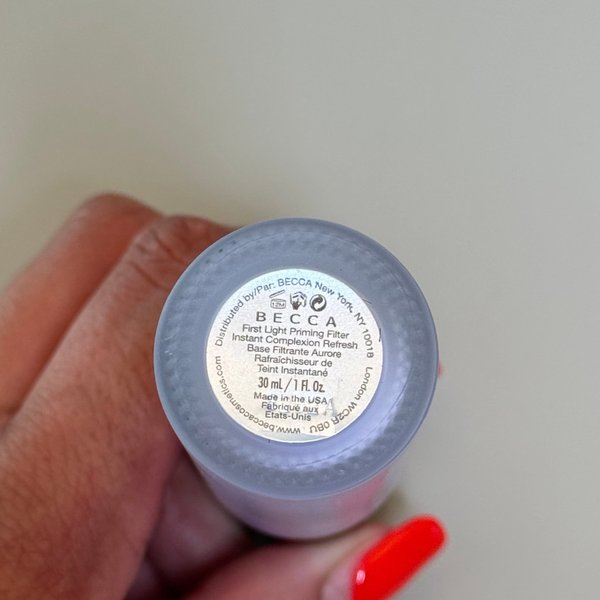 Distributed by/Par: BECCA New York, NY 10018 London WC2R 0BU www.beccacosmetics.com
12M
BECCA
First Light Priming Filter
Instant Complexion Refresh
Base Filtrante Aurore
Rafraîchisseur de
Teint Instantané
30 mL/1 Fl. Oz.
Made in the USA
Fabriqué aux
États-Unis